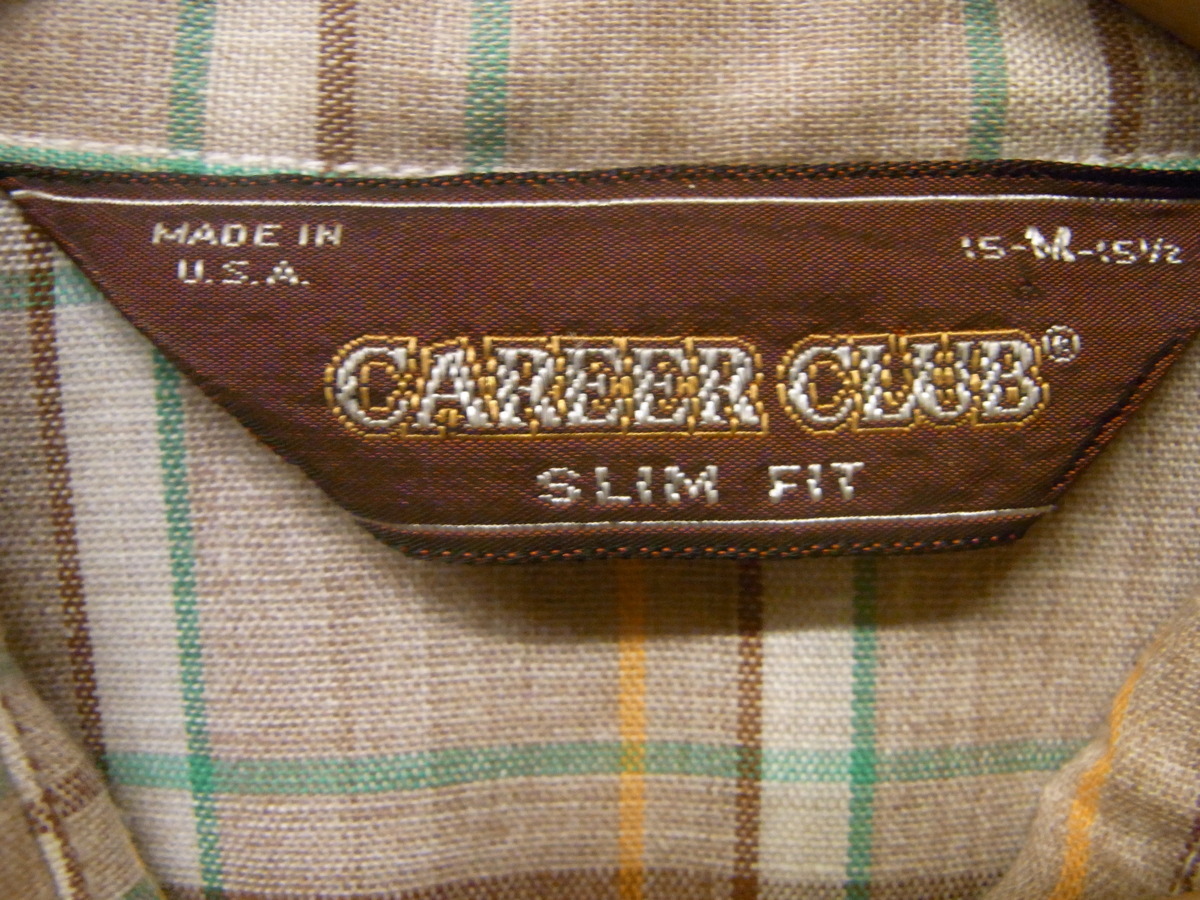 MADE IN
U.S.A.
15-M-15½
CAREER CLUB®
SLIM FIT